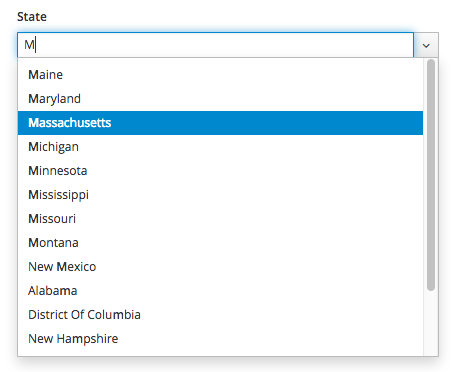 State
M
Maine
Maryland
Massachusetts
Michigan
Minnesota
Mississippi
Missouri
Montana
New Mexico
Alabama
District Of Columbia
New Hampshire